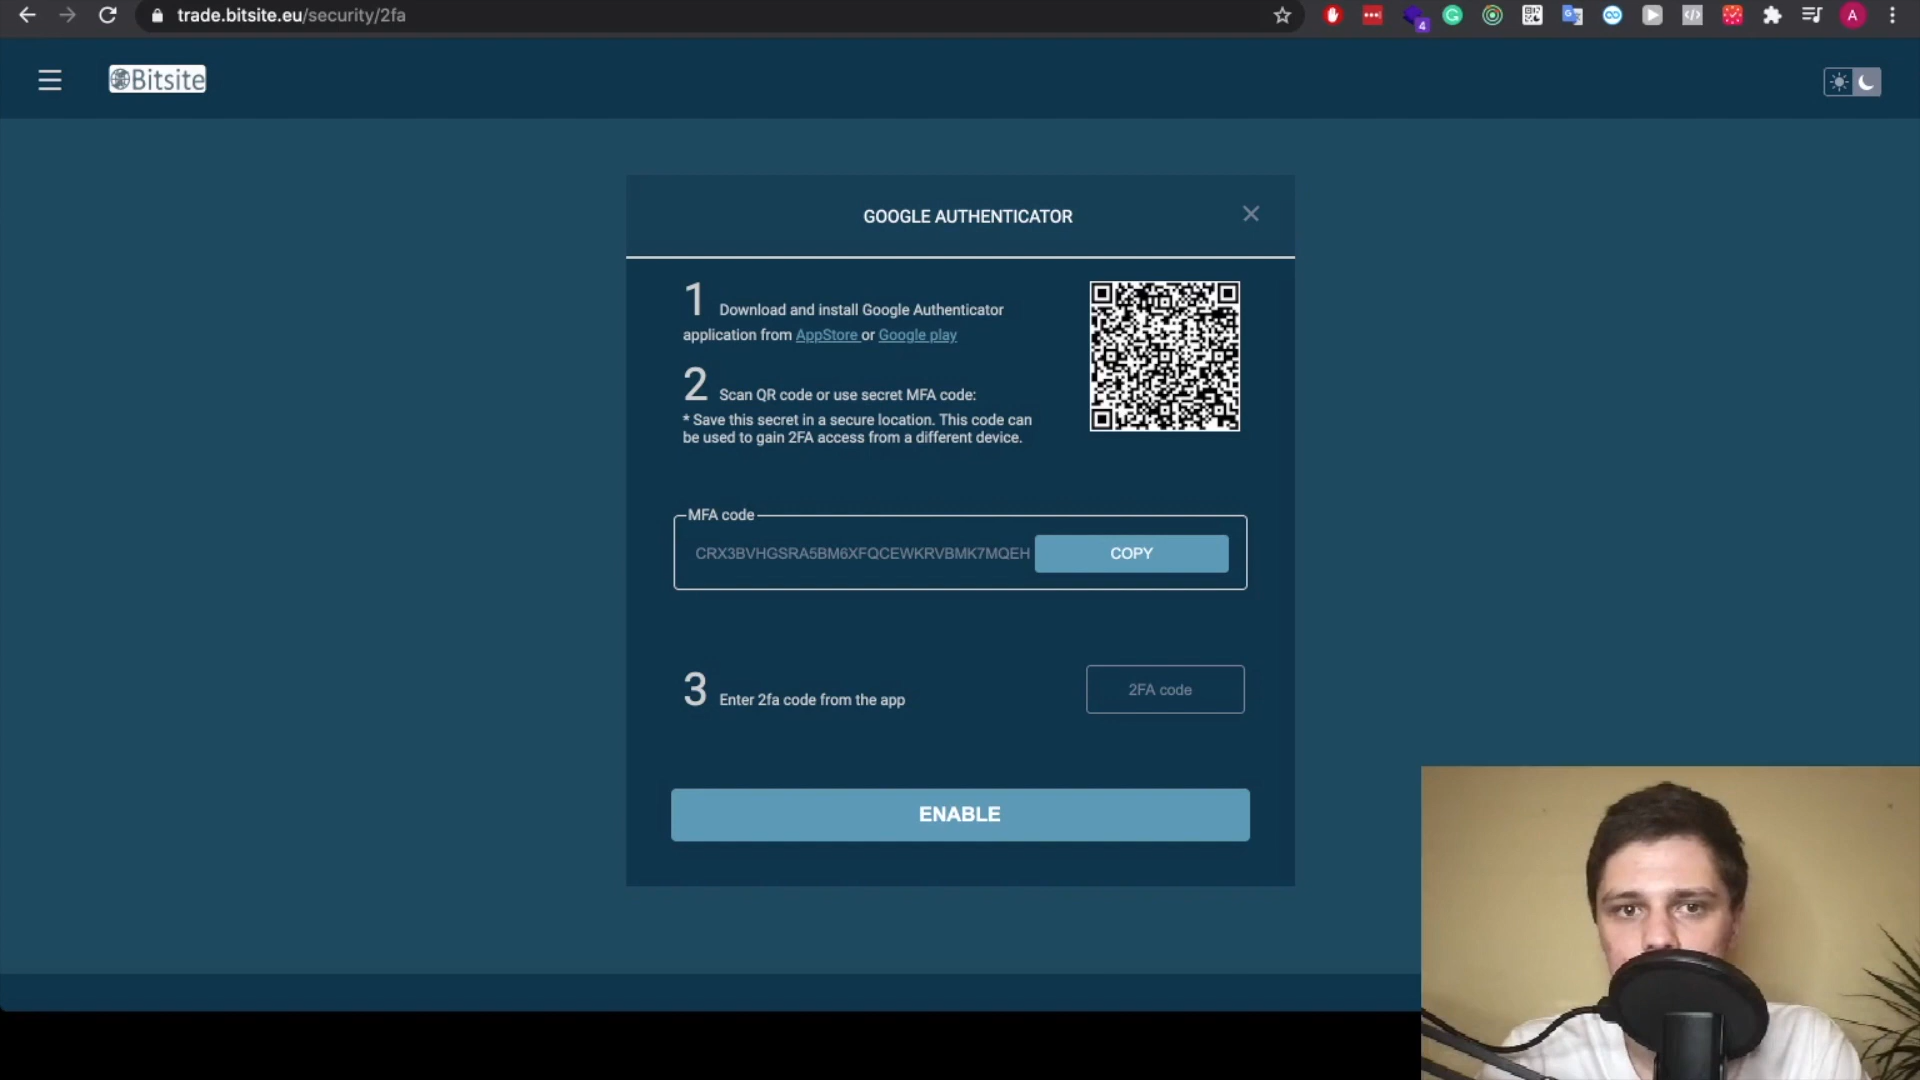 trade.bitsite.eu/security/2fa
4
A
Bitsite
GOOGLE AUTHENTICATOR
1 Download and install Google Authenticator
application from AppStore or Google play
2 Scan QR code or use secret MFA code:
* Save this secret in a secure location. This code can
be used to gain 2FA access from a different device.
MFA code
CRX3BVHGSRA5BM6XFQCEWKRVBMK7MQEH
COPY
3 Enter 2fa code from the app
2FA code
ENABLE